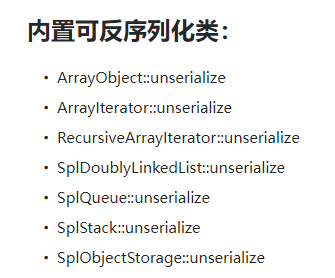 内置可反序列化类：
• ArrayObject::unserialize
• ArrayIterator::unserialize
• RecursiveArrayIterator::unserialize
• SplDoublyLinkedList::unserialize
• SplQueue::unserialize
• SplStack::unserialize
• SplObjectStorage::unserialize